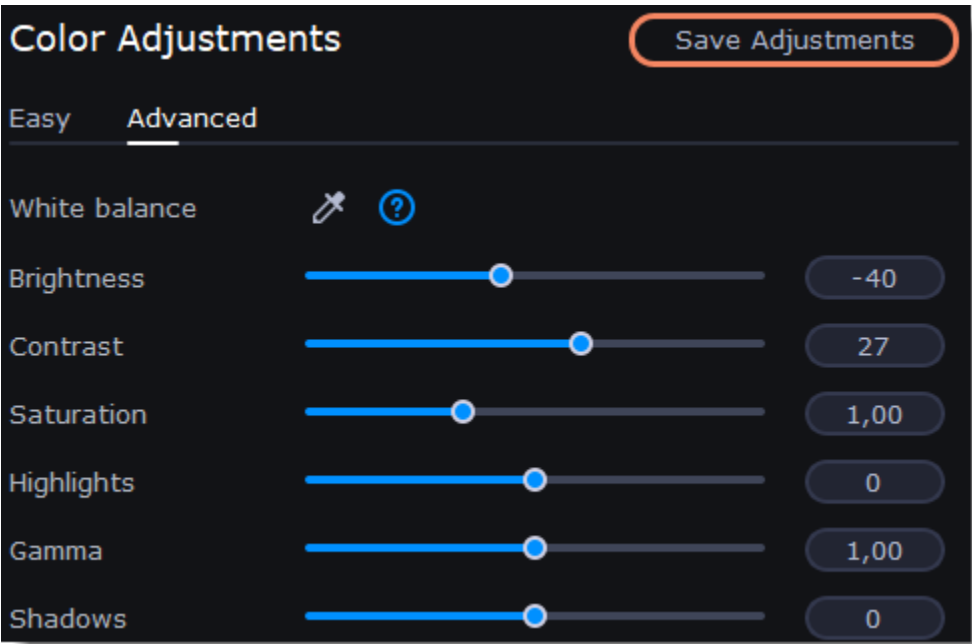 Color Adjustments Save Adjustments
Easy Advanced
White balance ?
Brightness -40
Contrast 27
Saturation 1,00
Highlights 0
Gamma 1,00
Shadows 0